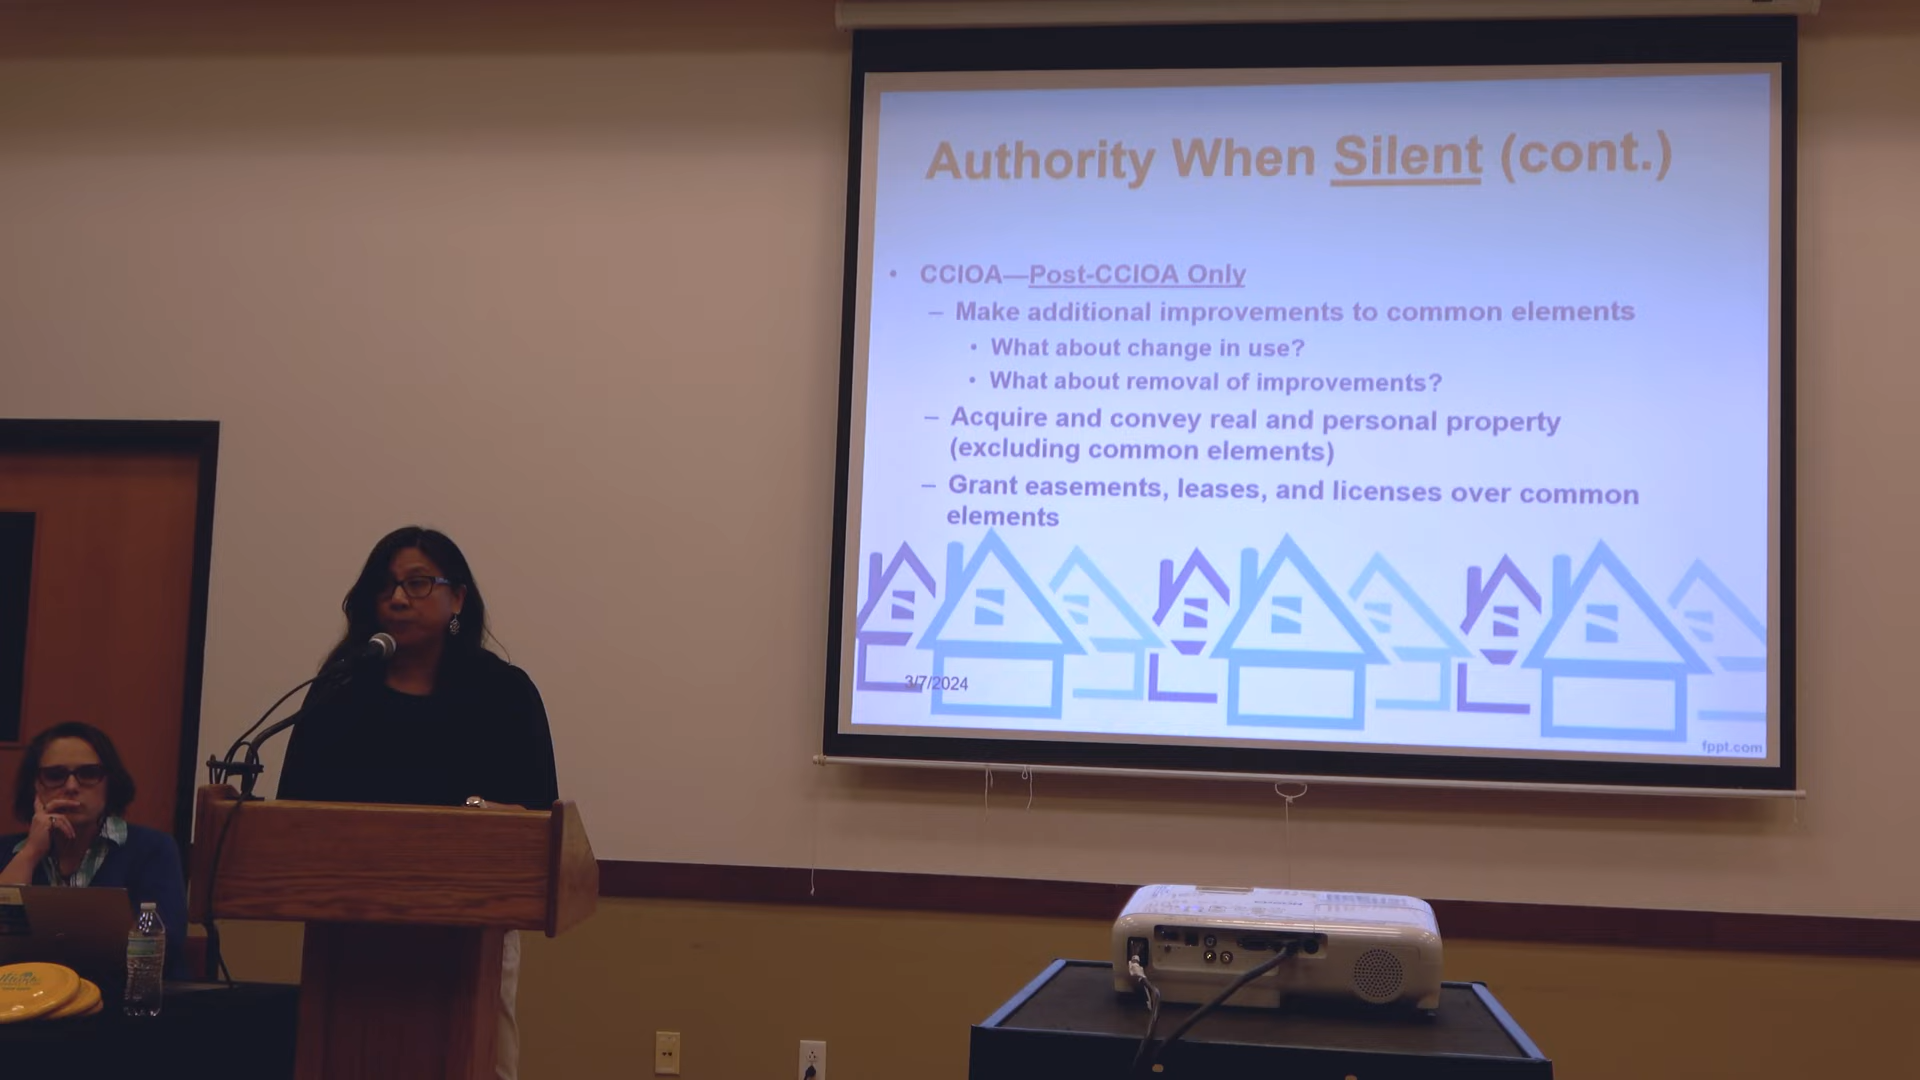 Authority When Silent (cont.)
• CCIOA—Post-CCIOA Only
– Make additional improvements to common elements
• What about change in use?
• What about removal of improvements?
– Acquire and convey real and personal property
(excluding common elements)
– Grant easements, leases, and licenses over common
elements
3/7/2024
fppt.com